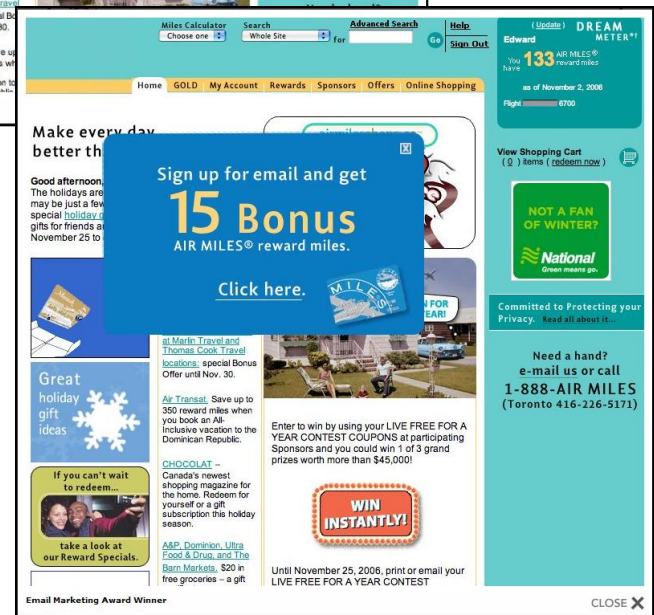 Miles Calculator
Choose one
Search
Whole Site
for
Advanced Search
Go
Help
Sign Out
Home GOLD My Account Rewards Sponsors Offers Online Shopping
( Update ) DREAM
METER
Edward
You have 133 AIR MILES® reward miles
as of November 2, 2006
Flight 6700
View Shopping Cart
( 0 ) items ( redeem now )
NOT A FAN
OF WINTER?
National
Green means go.
Committed to Protecting your
Privacy. Read all about it...
Need a hand?
e-mail us or call
1-888-AIR MILES
(Toronto 416-226-5171)
Make every day
better th
Good afternoon,
The holidays are
may be just a few
special holiday g
gifts for friends a
November 25 to
X
Sign up for email and get
15 Bonus
AIR MILES® reward miles.
Click here.
MILES
Great
holiday
gift
ideas
If you can't wait
to redeem...
take a look at
our Reward Specials.
at Marlin Travel and
Thomas Cook Travel
locations: special Bonus
Offer until Nov. 30.
Air Transat. Save up to
350 reward miles when
you book an All-
Inclusive vacation to the
Dominican Republic.
CHOCOLAT –
Canada's newest
shopping magazine for
the home. Redeem for
yourself or a gift
subscription this holiday
season.
A&P, Dominion, Ultra
Food & Drug, and The
Barn Markets. $20 in
free groceries – a gift
N FOR
YEAR!
Enter to win by using your LIVE FREE FOR A
YEAR CONTEST COUPONS at participating
Sponsors and you could win 1 of 3 grand
prizes worth more than $45,000!
WIN
INSTANTLY!
Until November 25, 2006, print or email your
LIVE FREE FOR A YEAR CONTEST
Email Marketing Award Winner
CLOSE X